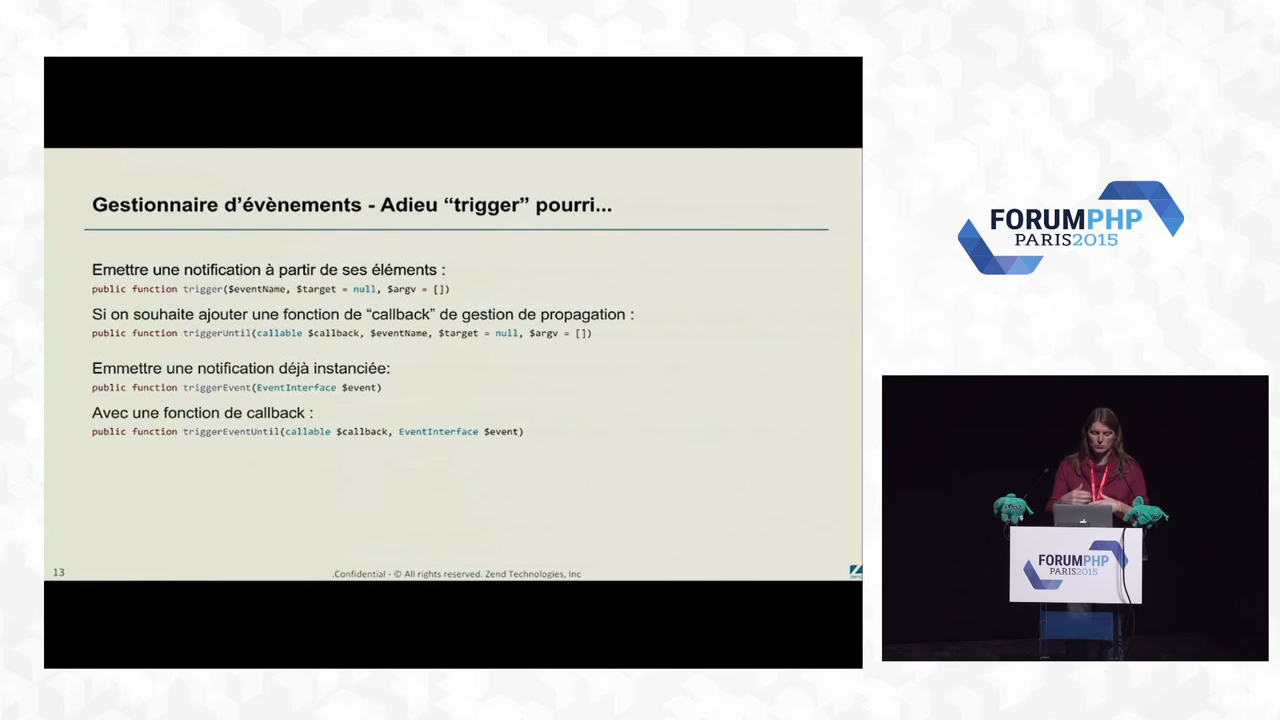 Gestionnaire d’évènements - Adieu “trigger” pourri...
Emettre une notification à partir de ses éléments :
public function trigger($eventName, $target = null, $argv = [])
Si on souhaite ajouter une fonction de “callback” de gestion de propagation :
public function triggerUntil(callable $callback, $eventName, $target = null, $argv = [])
Emmettre une notification déjà instanciée:
public function triggerEvent(EventInterface $event)
Avec une fonction de callback :
public function triggerEventUntil(callable $callback, EventInterface $event)
13
.Confidential - © All rights reserved. Zend Technologies, Inc
FORUMPHP
PARIS2015
FORUMPHP
PARIS2015